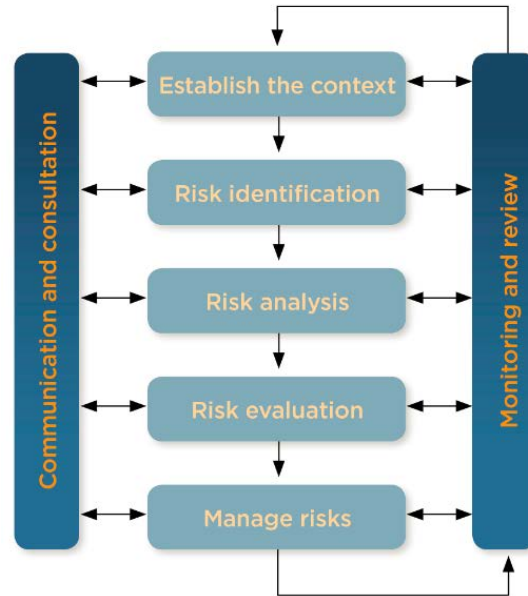 Establish the context
Risk identification
Risk analysis
Risk evaluation
Manage risks
Communication and consultation
Monitoring and review